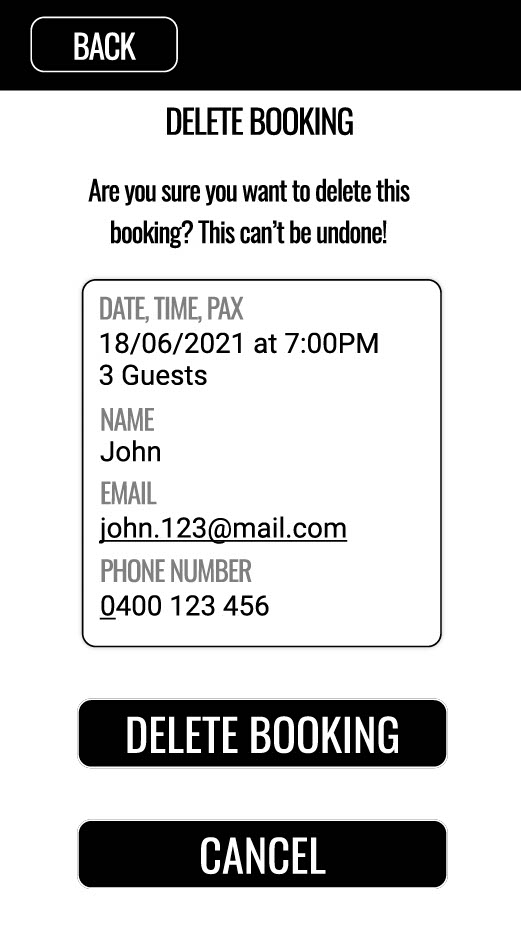 BACK
DELETE BOOKING
Are you sure you want to delete this
booking? This can't be undone!
DATE, TIME, PAX
18/06/2021 at 7:00PM
3 Guests
NAME
John
EMAIL
john.123@mail.com
PHONE NUMBER
0400 123 456
DELETE BOOKING
CANCEL